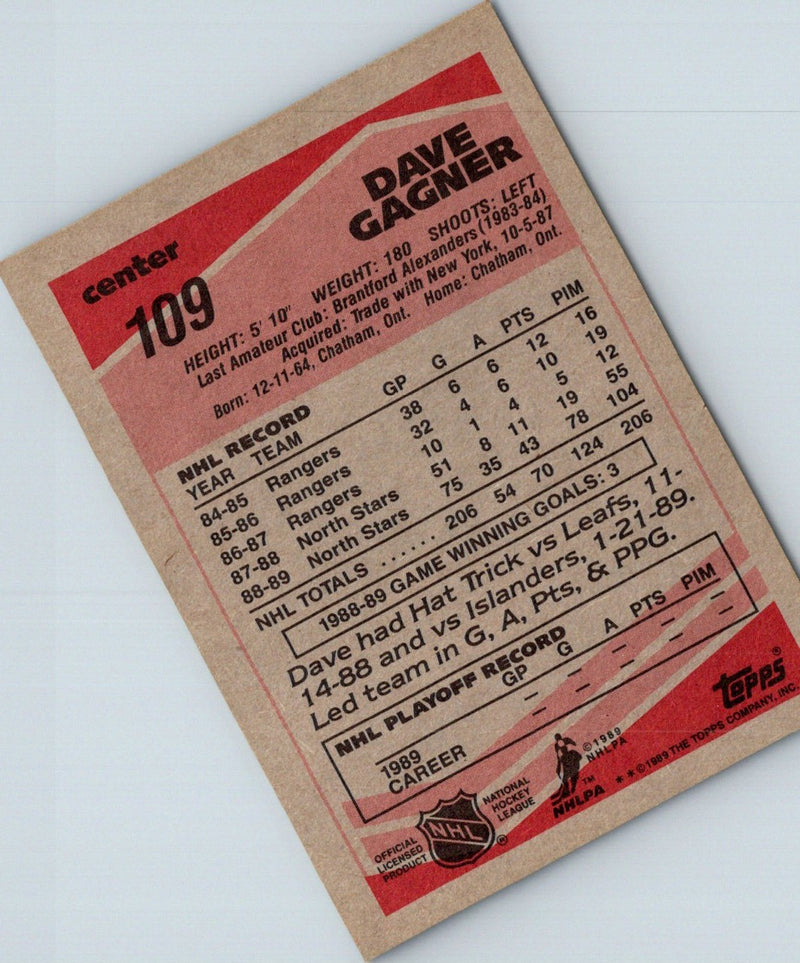 center
109
DAVE
GAGNER
HEIGHT: 5' 10" WEIGHT: 180 SHOOTS: LEFT
Last Amateur Club: Brantford Alexanders (1983-84)
Acquired: Trade with New York, 10-5-87
Born: 12-11-64, Chatham, Ont. Home: Chatham, Ont.
NHL RECORD
YEAR TEAM GP G A PTS PIM
84-85 Rangers 38 6 6 12 16
85-86 Rangers 32 4 6 10 19
86-87 Rangers 10 1 4 5 12
87-88 North Stars 51 8 11 19 55
88-89 North Stars 75 35 43 78 104
NHL TOTALS ...... 206 54 70 124 206
1988-89 GAME WINNING GOALS: 3
Dave had Hat Trick vs Leafs, 11-
14-88 and vs Islanders, 1-21-89.
Led team in G, A, Pts, & PPG.
NHL PLAYOFF RECORD
GP G A PTS PIM
1989 – – – – –
CAREER – – – – –
OFFICIAL
LICENSED
PRODUCT
NHL
®
NATIONAL
HOCKEY
LEAGUE
©1989
NHLPA
™
NHLPA
topps®
* * ©1989 THE TOPPS COMPANY, INC.